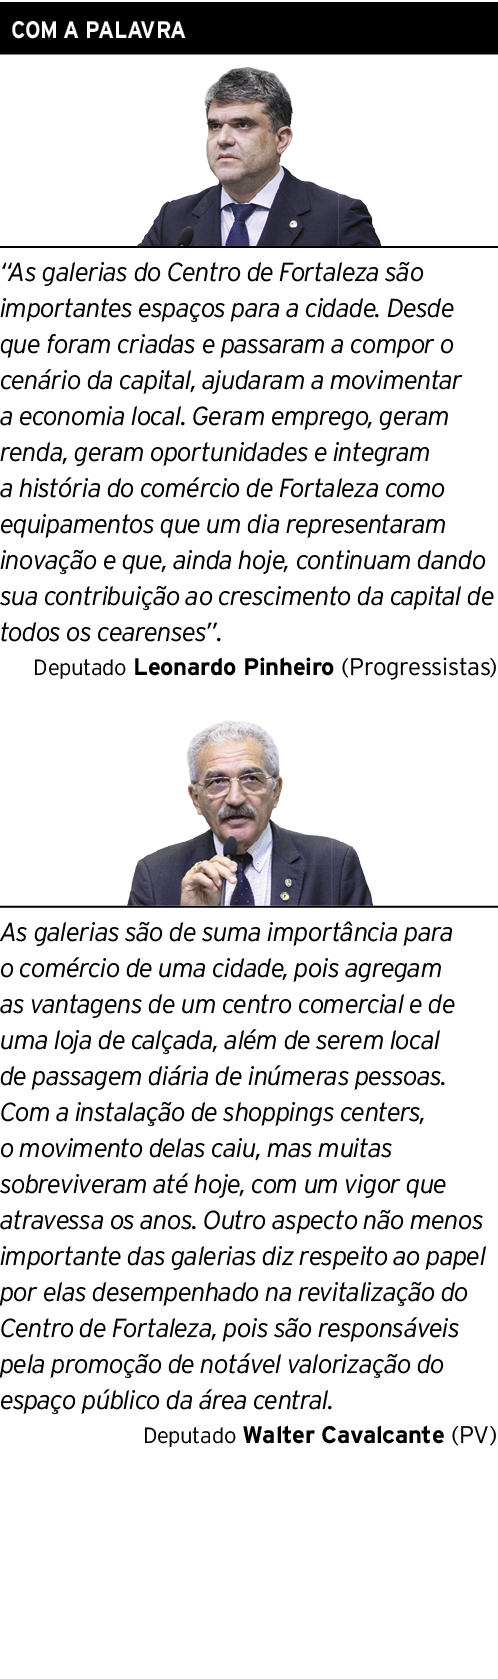 COM A PALAVRA
“As galerias do Centro de Fortaleza são
importantes espaços para a cidade. Desde
que foram criadas e passaram a compor o
cenário da capital, ajudaram a movimentar
a economia local. Geram emprego, geram
renda, geram oportunidades e integram
a história do comércio de Fortaleza como
equipamentos que um dia representaram
inovação e que, ainda hoje, continuam dando
sua contribuição ao crescimento da capital de
todos os cearenses”.
Deputado Leonardo Pinheiro (Progressistas)
As galerias são de suma importância para
o comércio de uma cidade, pois agregam
as vantagens de um centro comercial e de
uma loja de calçada, além de serem local
de passagem diária de inúmeras pessoas.
Com a instalação de shoppings centers,
o movimento delas caiu, mas muitas
sobreviveram até hoje, com um vigor que
atravessa os anos. Outro aspecto não menos
importante das galerias diz respeito ao papel
por elas desempenhado na revitalização do
Centro de Fortaleza, pois são responsáveis
pela promoção de notável valorização do
espaço público da área central.
Deputado Walter Cavalcante (PV)